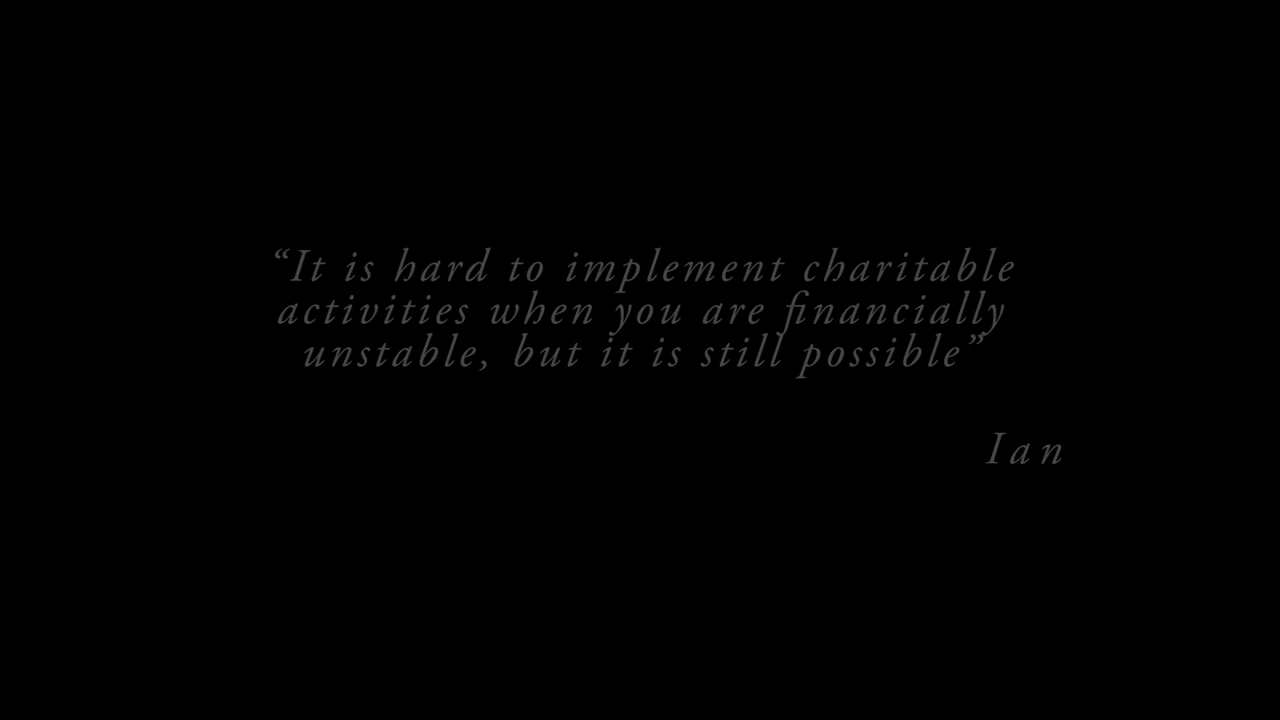 “It is hard to implement charitable
activities when you are financially
unstable, but it is still possible”
Ian